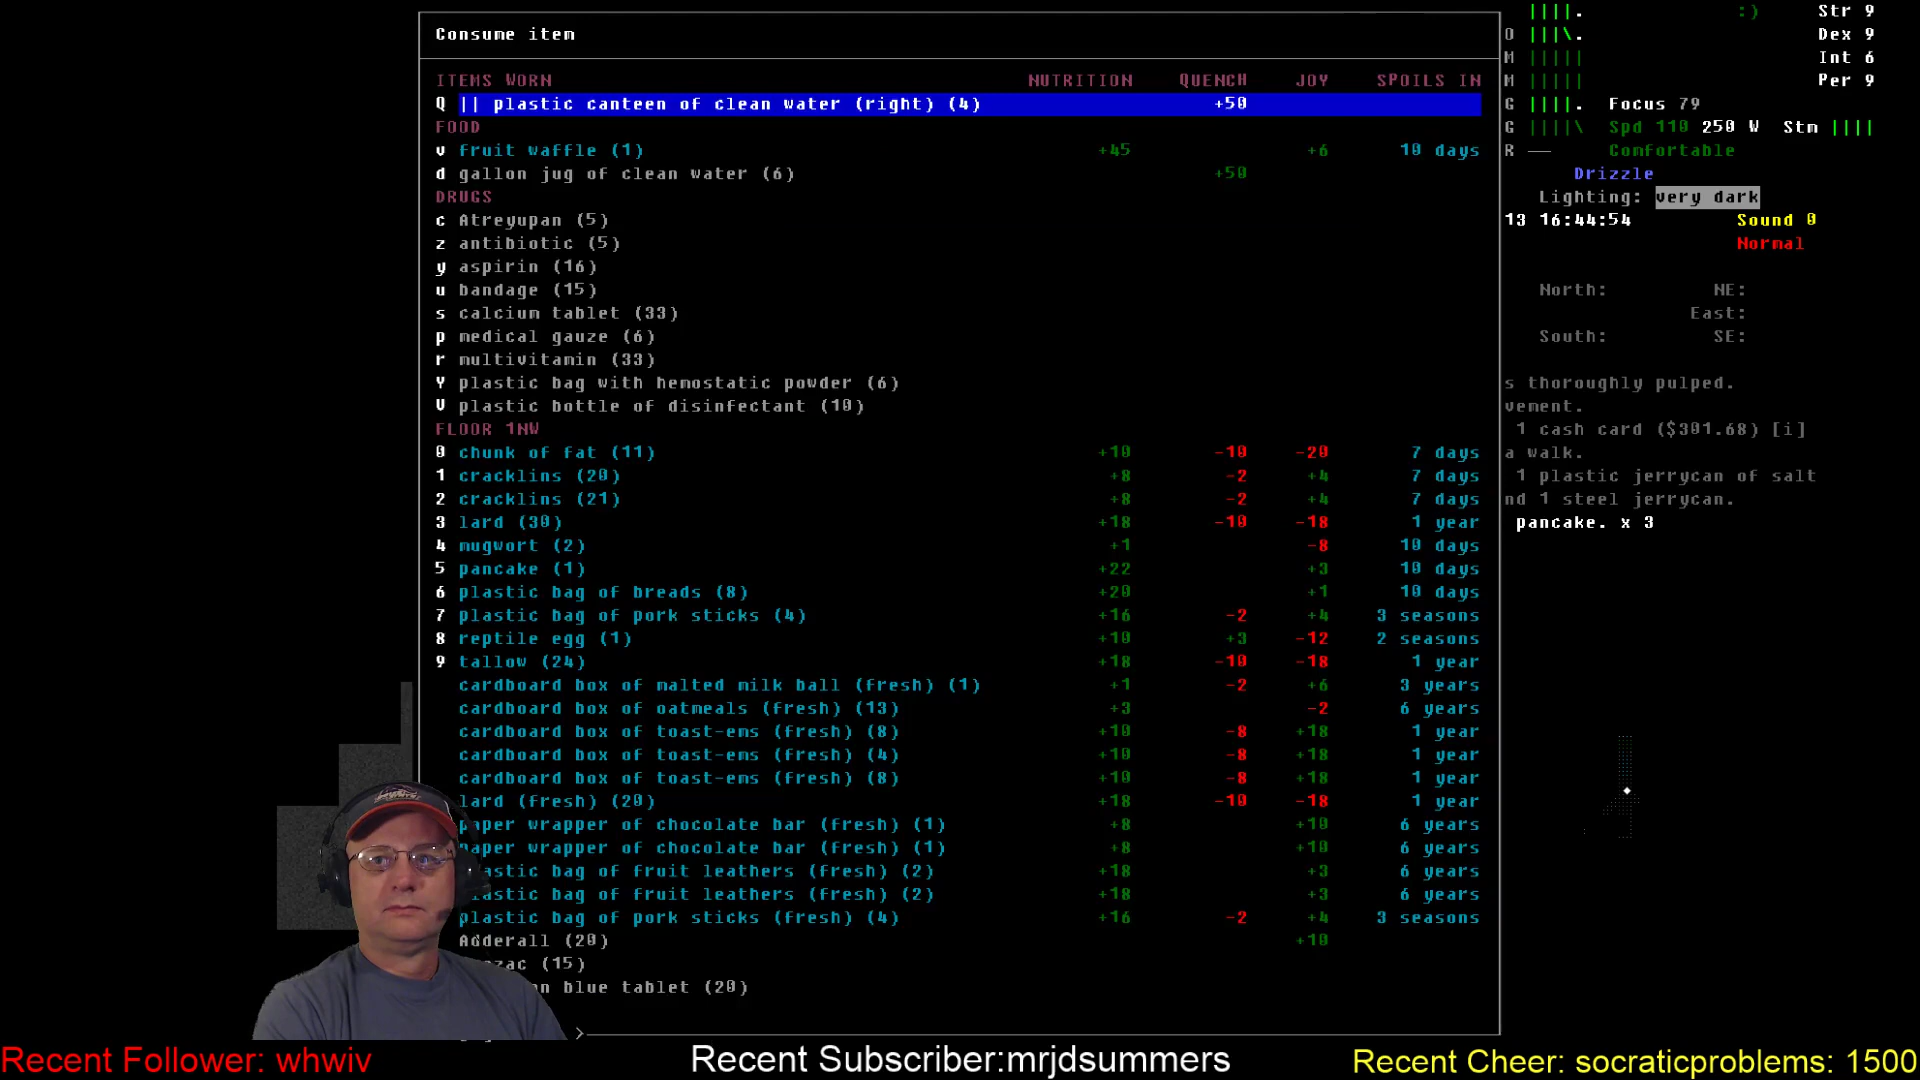 Consume item
ITEMS WORN NUTRITION QUENCH JOY SPOILS IN
Q || plastic canteen of clean water (right) (4) +50
FOOD
v fruit waffle (1) +45 +6 10 days
d gallon jug of clean water (6) +50
DRUGS
c Atreyupan (5)
z antibiotic (5)
y aspirin (16)
u bandage (15)
s calcium tablet (33)
p medical gauze (6)
r multivitamin (33)
Y plastic bag with hemostatic powder (6)
V plastic bottle of disinfectant (10)
FLOOR 1NW
0 chunk of fat (11) +10 -10 -20 7 days
1 cracklins (20) +8 -2 +4 7 days
2 cracklins (21) +8 -2 +4 7 days
3 lard (30) +18 -10 -18 1 year
4 mugwort (2) +1 -8 10 days
5 pancake (1) +22 +3 10 days
6 plastic bag of breads (8) +20 +1 10 days
7 plastic bag of pork sticks (4) +16 -2 +4 3 seasons
8 reptile egg (1) +10 +3 -12 2 seasons
9 tallow (24) +18 -10 -18 1 year
cardboard box of malted milk ball (fresh) (1) +1 -2 +6 3 years
cardboard box of oatmeals (fresh) (13) +3 -2 6 years
cardboard box of toast-ems (fresh) (8) +10 -8 +18 1 year
cardboard box of toast-ems (fresh) (4) +10 -8 +18 1 year
cardboard box of toast-ems (fresh) (8) +10 -8 +18 1 year
lard (fresh) (20) +18 -10 -18 1 year
paper wrapper of chocolate bar (fresh) (1) +8 +10 6 years
paper wrapper of chocolate bar (fresh) (1) +8 +10 6 years
lastic bag of fruit leathers (fresh) (2) +18 +3 6 years
lastic bag of fruit leathers (fresh) (2) +18 +3 6 years
plastic bag of pork sticks (fresh) (4) +16 -2 +4 3 seasons
Adderall (20) +10
zac (15)
n blue tablet (20)
>
||||. :) Str 9
O |||\. Dex 9
M ||||| Int 6
M ||||| Per 9
G ||||. Focus 79
G ||||\ Spd 110 250 W Stm ||||
R —— Comfortable
Drizzle
Lighting: very dark
13 16:44:54 Sound 0
Normal
North: NE:
East:
South: SE:
s thoroughly pulped.
vement.
1 cash card ($301.68) [i]
a walk.
1 plastic jerrycan of salt
nd 1 steel jerrycan.
pancake. x 3
Recent Follower: whwiv
Recent Subscriber:mrjdsummers
Recent Cheer: socraticproblems: 1500